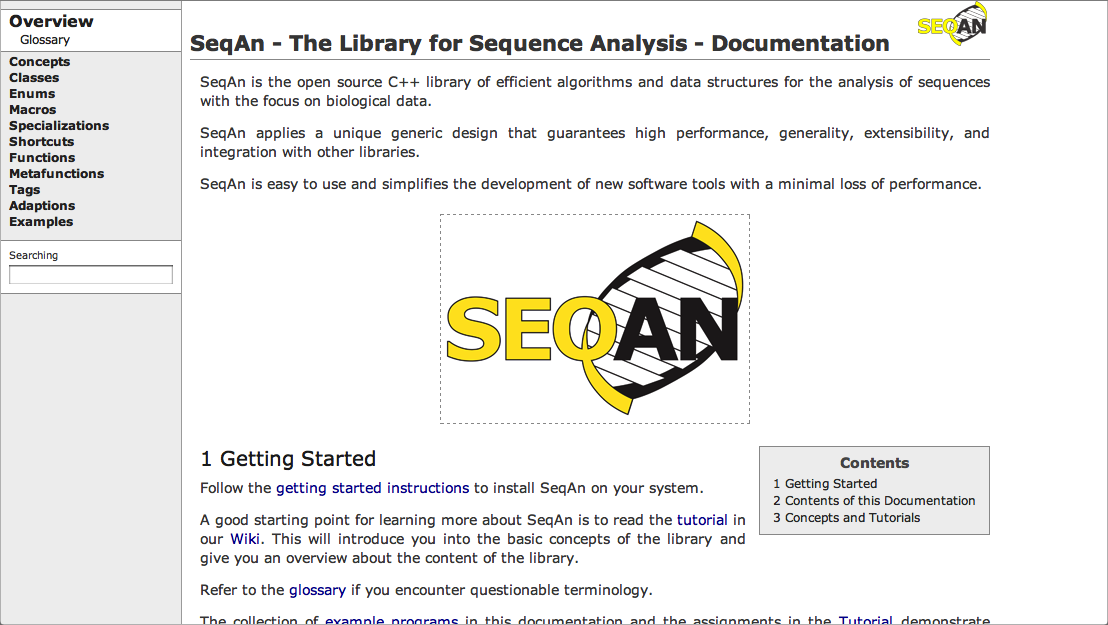 Overview
Glossary
Concepts
Classes
Enums
Macros
Specializations
Shortcuts
Functions
Metafunctions
Tags
Adaptions
Examples
Searching
SEQAN
SeqAn - The Library for Sequence Analysis - Documentation
SeqAn is the open source C++ library of efficient algorithms and data structures for the analysis of sequences
with the focus on biological data.
SeqAn applies a unique generic design that guarantees high performance, generality, extensibility, and
integration with other libraries.
SeqAn is easy to use and simplifies the development of new software tools with a minimal loss of performance.
SEQAN
1 Getting Started
Follow the getting started instructions to install SeqAn on your system.
A good starting point for learning more about SeqAn is to read the tutorial in
our Wiki. This will introduce you into the basic concepts of the library and
give you an overview about the content of the library.
Refer to the glossary if you encounter questionable terminology.
The collection of example programs in this documentation and the assignments in the Tutorial demonstrate
Contents
1 Getting Started
2 Contents of this Documentation
3 Concepts and Tutorials